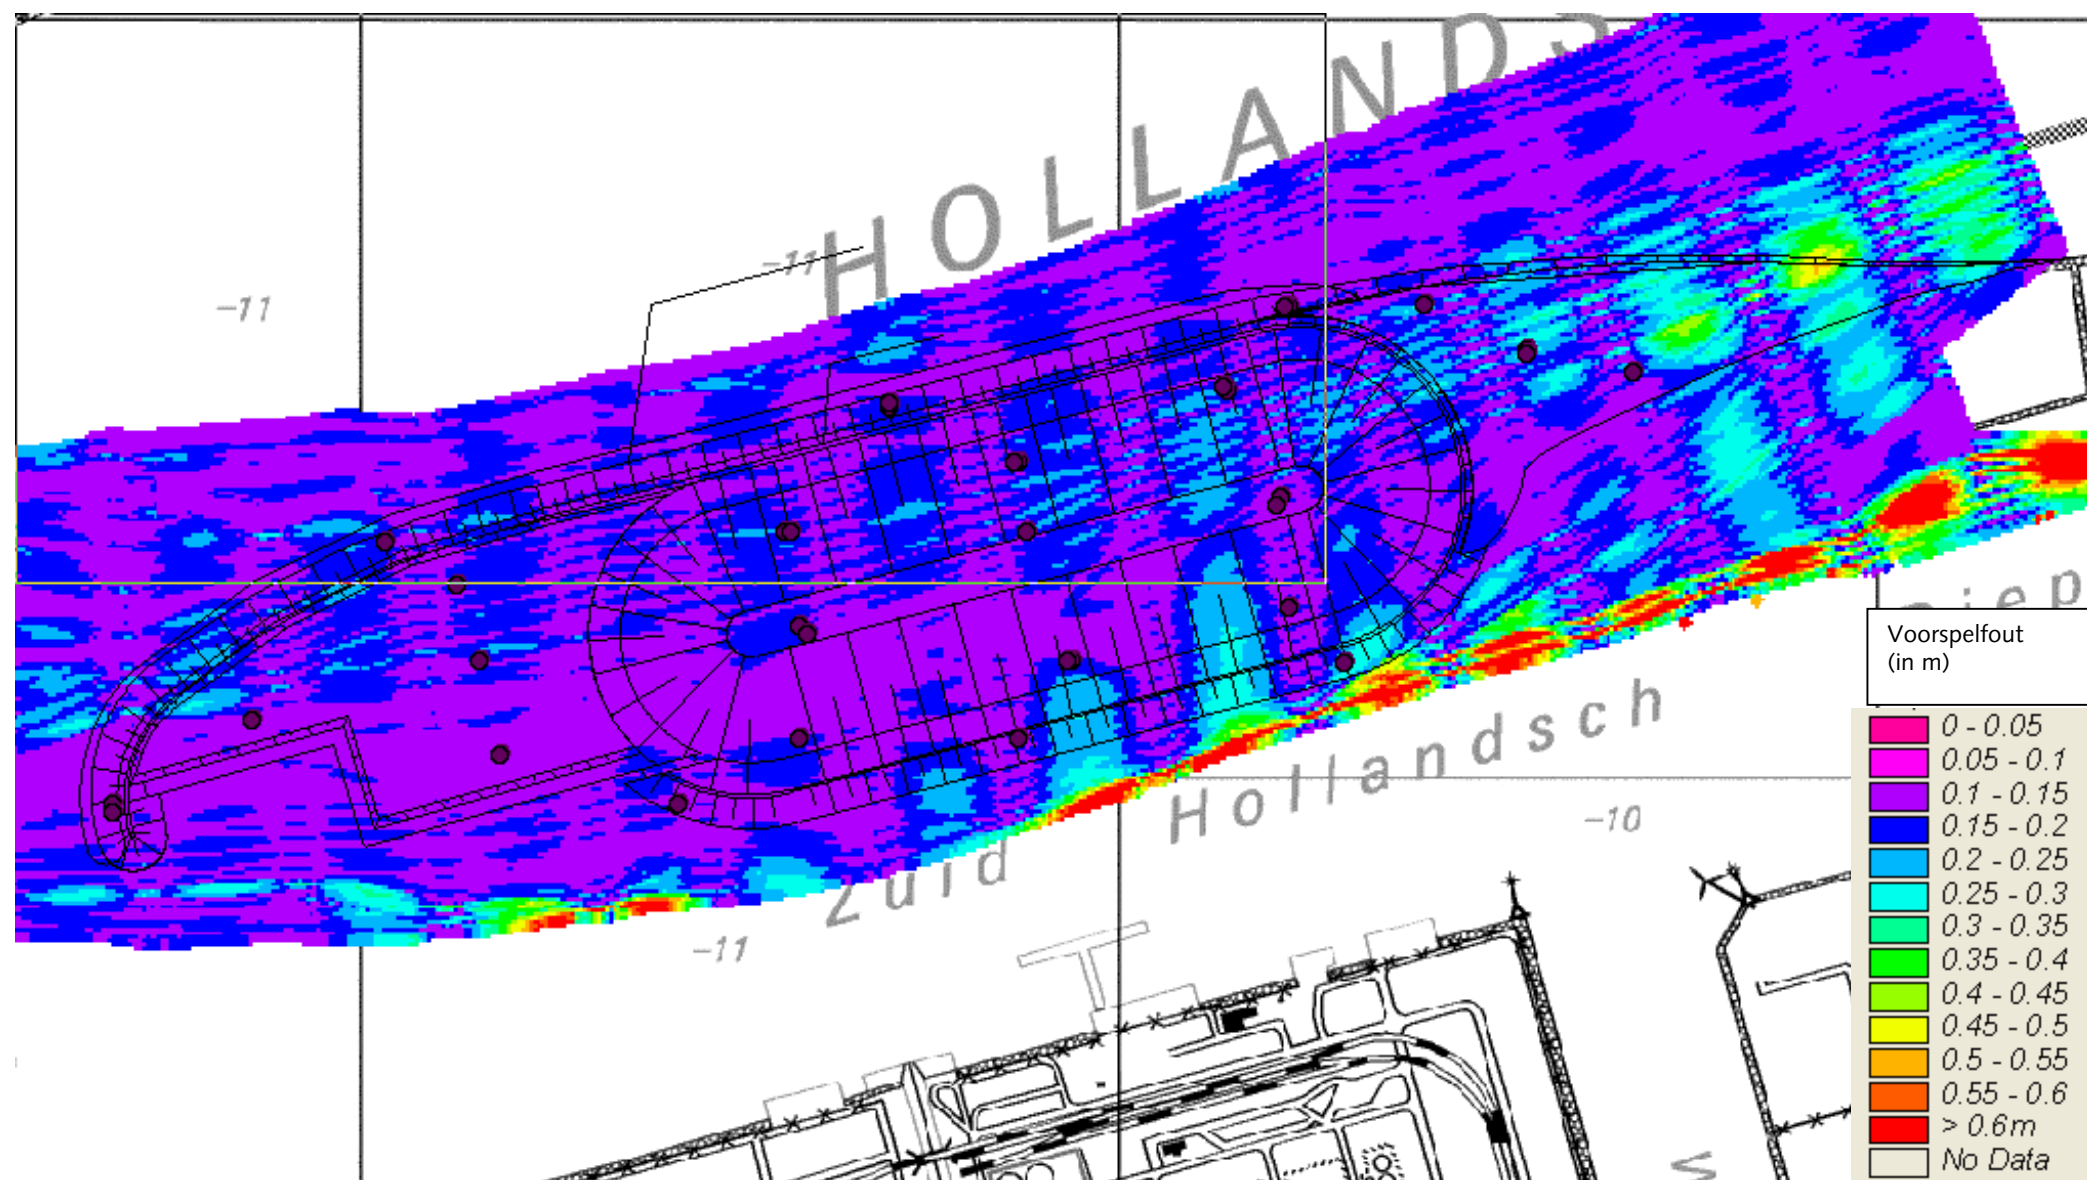 HOLLANDS
-11
-11
Diep
Voorspelfout
(in m)
Hollandsch
Zuid
-10
-11
0 - 0.05
0.05 - 0.1
0.1 - 0.15
0.15 - 0.2
0.2 - 0.25
0.25 - 0.3
0.3 - 0.35
0.35 - 0.4
0.4 - 0.45
0.45 - 0.5
0.5 - 0.55
0.55 - 0.6
> 0.6m
No Data